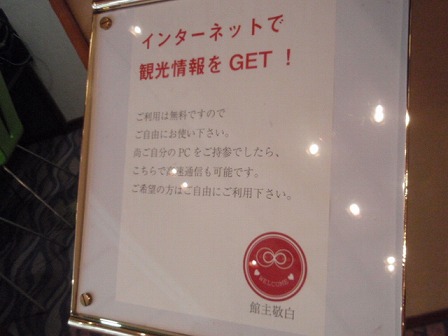 インターネットで
観光情報を GET !
ご利用は無料ですので
ご自由にお使い下さい。
尚ご自分の PC をご持参でしたら、
こちらで高速通信も可能です。
ご希望の方はご自由にご利用下さい。
館主敬白